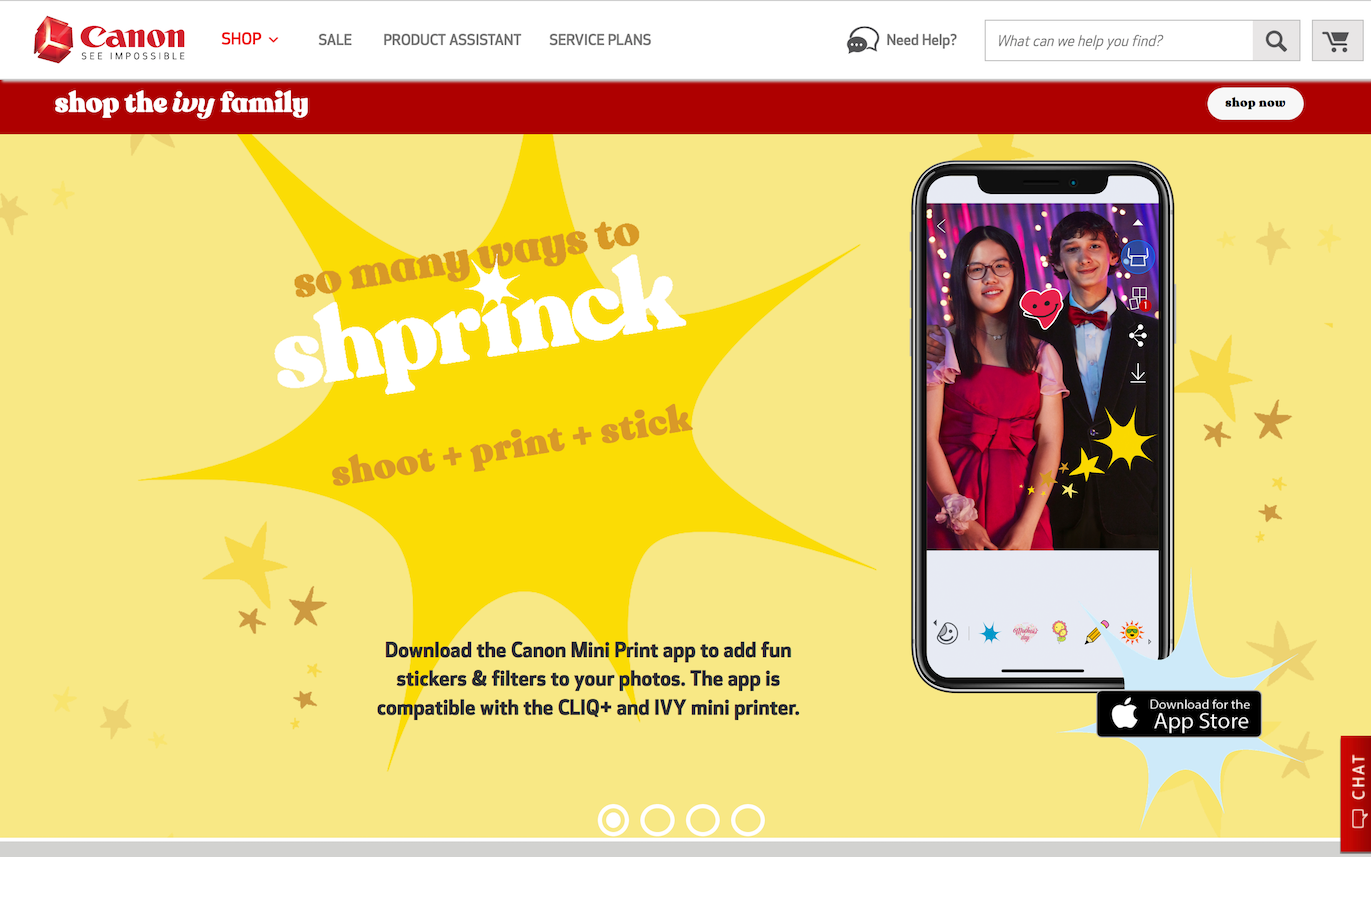 Canon
SEE IMPOSSIBLE
SHOP
SALE
PRODUCT ASSISTANT
SERVICE PLANS
Need Help?
What can we help you find?
shop the ivy family
shop now
so many ways to
shprinck
shoot + print + stick
1
Download the Canon Mini Print app to add fun
stickers & filters to your photos. The app is
compatible with the CLIQ+ and IVY mini printer.
Download for the
App Store
CHAT